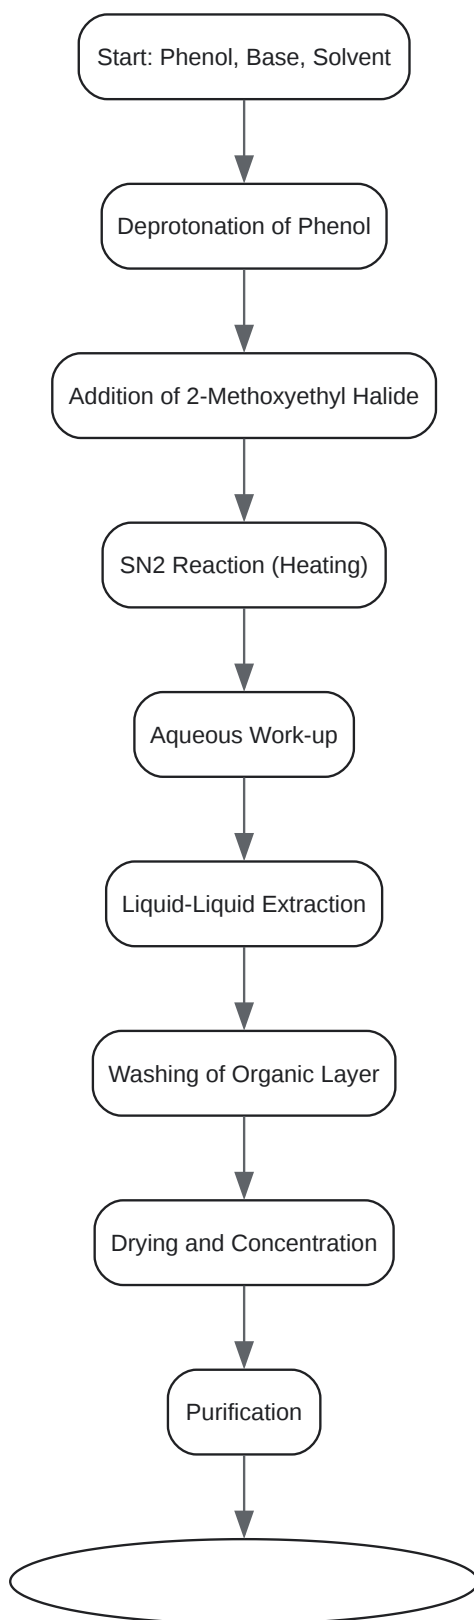 Start: Phenol, Base, Solvent
Deprotonation of Phenol
Addition of 2-Methoxyethyl Halide
SN2 Reaction (Heating)
Aqueous Work-up
Liquid-Liquid Extraction
Washing of Organic Layer
Drying and Concentration
Purification